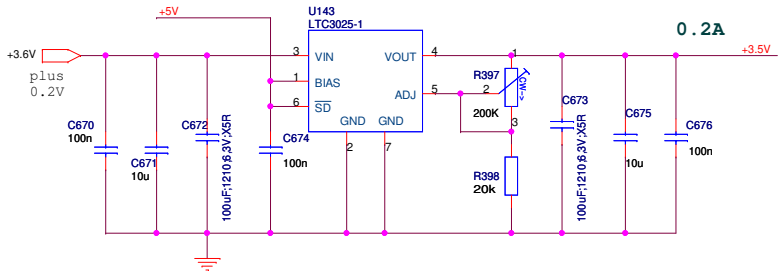 +5V
U143
LTC3025-1
0.2A
+3.6V
plus
0.2V
3
VIN
VOUT
4
1
+3.5V
1
BIAS
ADJ
5
2
R397
CW->
200K
6
SD
GND
GND
2
7
3
C670
100n
C671
10u
C672
100uF;1210;6.3V;X5R
C674
100n
R398
20k
C673
100uF;1210;6.3V;X5R
C675
10u
C676
100n